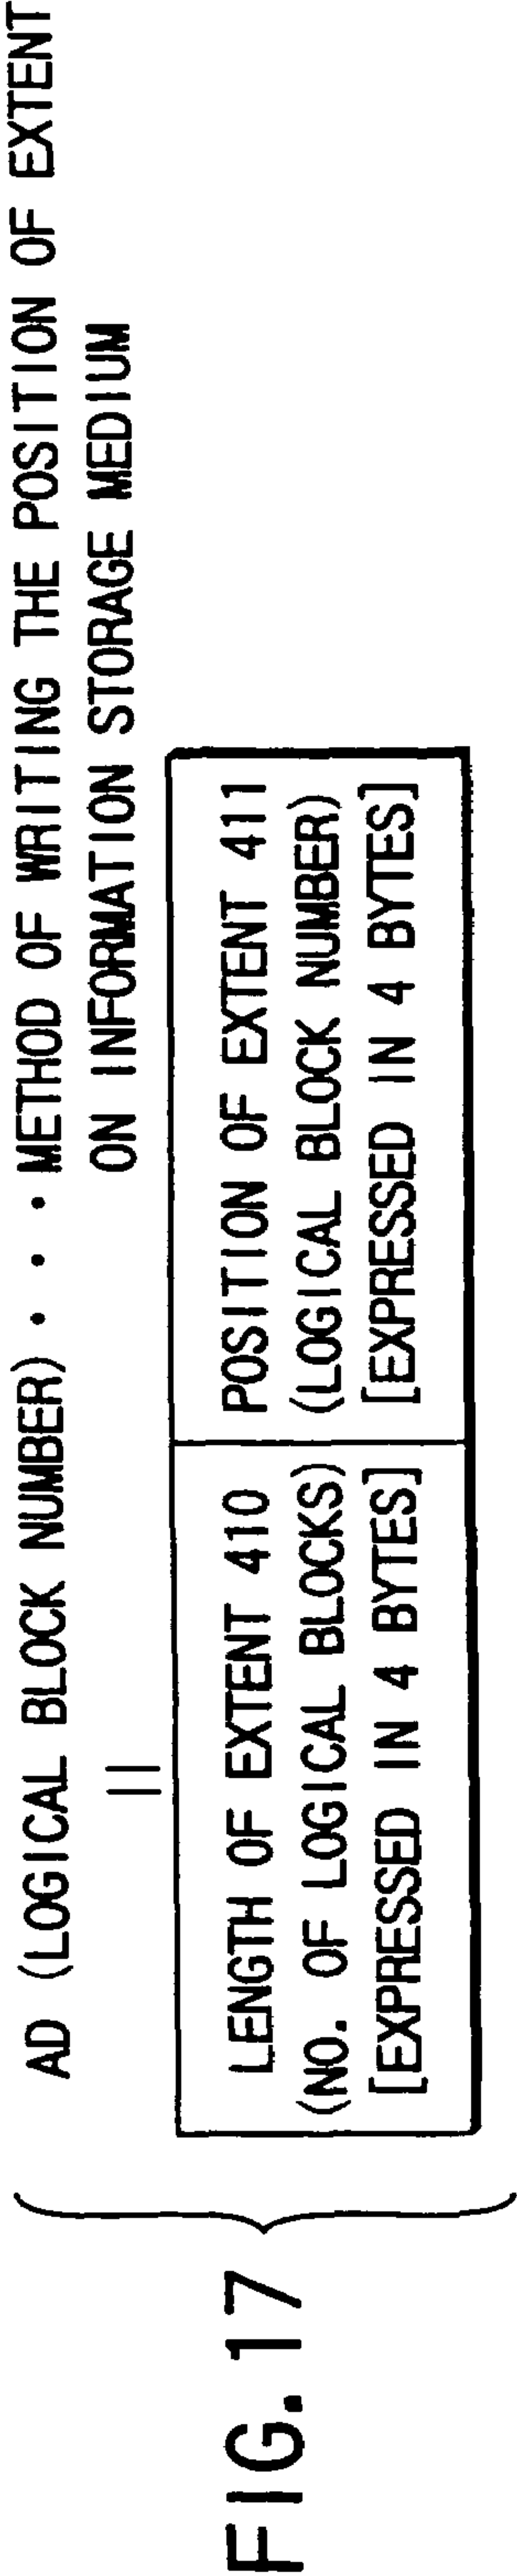 FIG. 17
AD (LOGICAL BLOCK NUMBER) • • • METHOD OF WRITING THE POSITION OF EXTENT
ON INFORMATION STORAGE MEDIUM
||
LENGTH OF EXTENT 410
(NO. OF LOGICAL BLOCKS)
[EXPRESSED IN 4 BYTES]
POSITION OF EXTENT 411
(LOGICAL BLOCK NUMBER)
[EXPRESSED IN 4 BYTES]